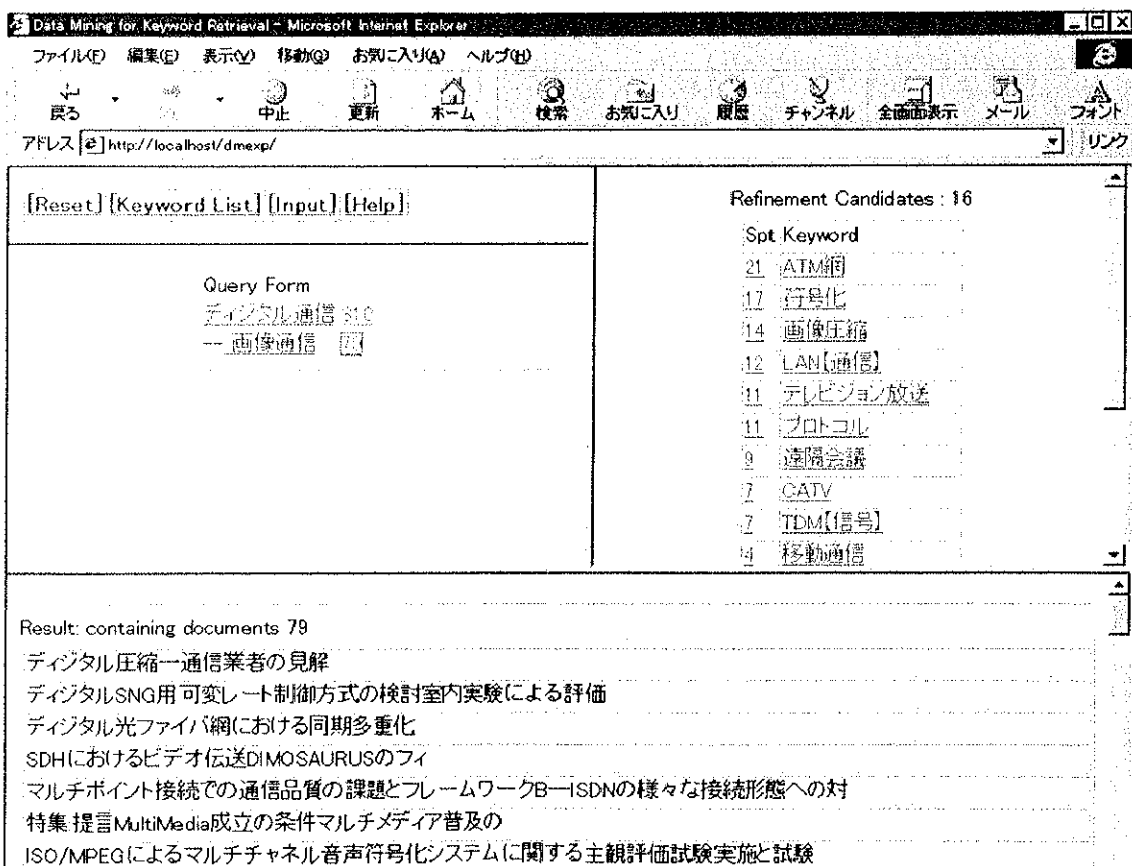 Data Mining for Keyword Retrieval - Microsoft Internet Explorer
ファイル(F) 編集(E) 表示(V) 移動(G) お気に入り(A) ヘルプ(H)
戻る 中止 更新 ホーム 検索 お気に入り 履歴 チャンネル 全画面表示 メール フォント
アドレス http://localhost/dmexp/ リンク
[Reset] [Keyword List] [Input] [Help]
Query Form
ディジタル通信
-- 画像通信
Refinement Candidates : 16
Spt Keyword
21 ATM網
17 符号化
14 画像圧縮
12 LAN【通信】
11 テレビジョン放送
11 プロトコル
9 遠隔会議
7 CATV
7 TDM【信号】
4 移動通信
Result: containing documents 79
ディジタル圧縮一通信業者の見解
ディジタルSNG用可変レート制御方式の検討室内実験による評価
ディジタル光ファイバ網における同期多重化
SDHにおけるビデオ伝送DIMOSAURUSのフィ
マルチポイント接続での通信品質の課題とフレームワークB―ISDNの様々な接続形態への対
特集 提言MultiMedia成立の条件マルチメディア普及の
ISO/MPEGによるマルチチャネル音声符号化システムに関する主観評価試験実施と試験